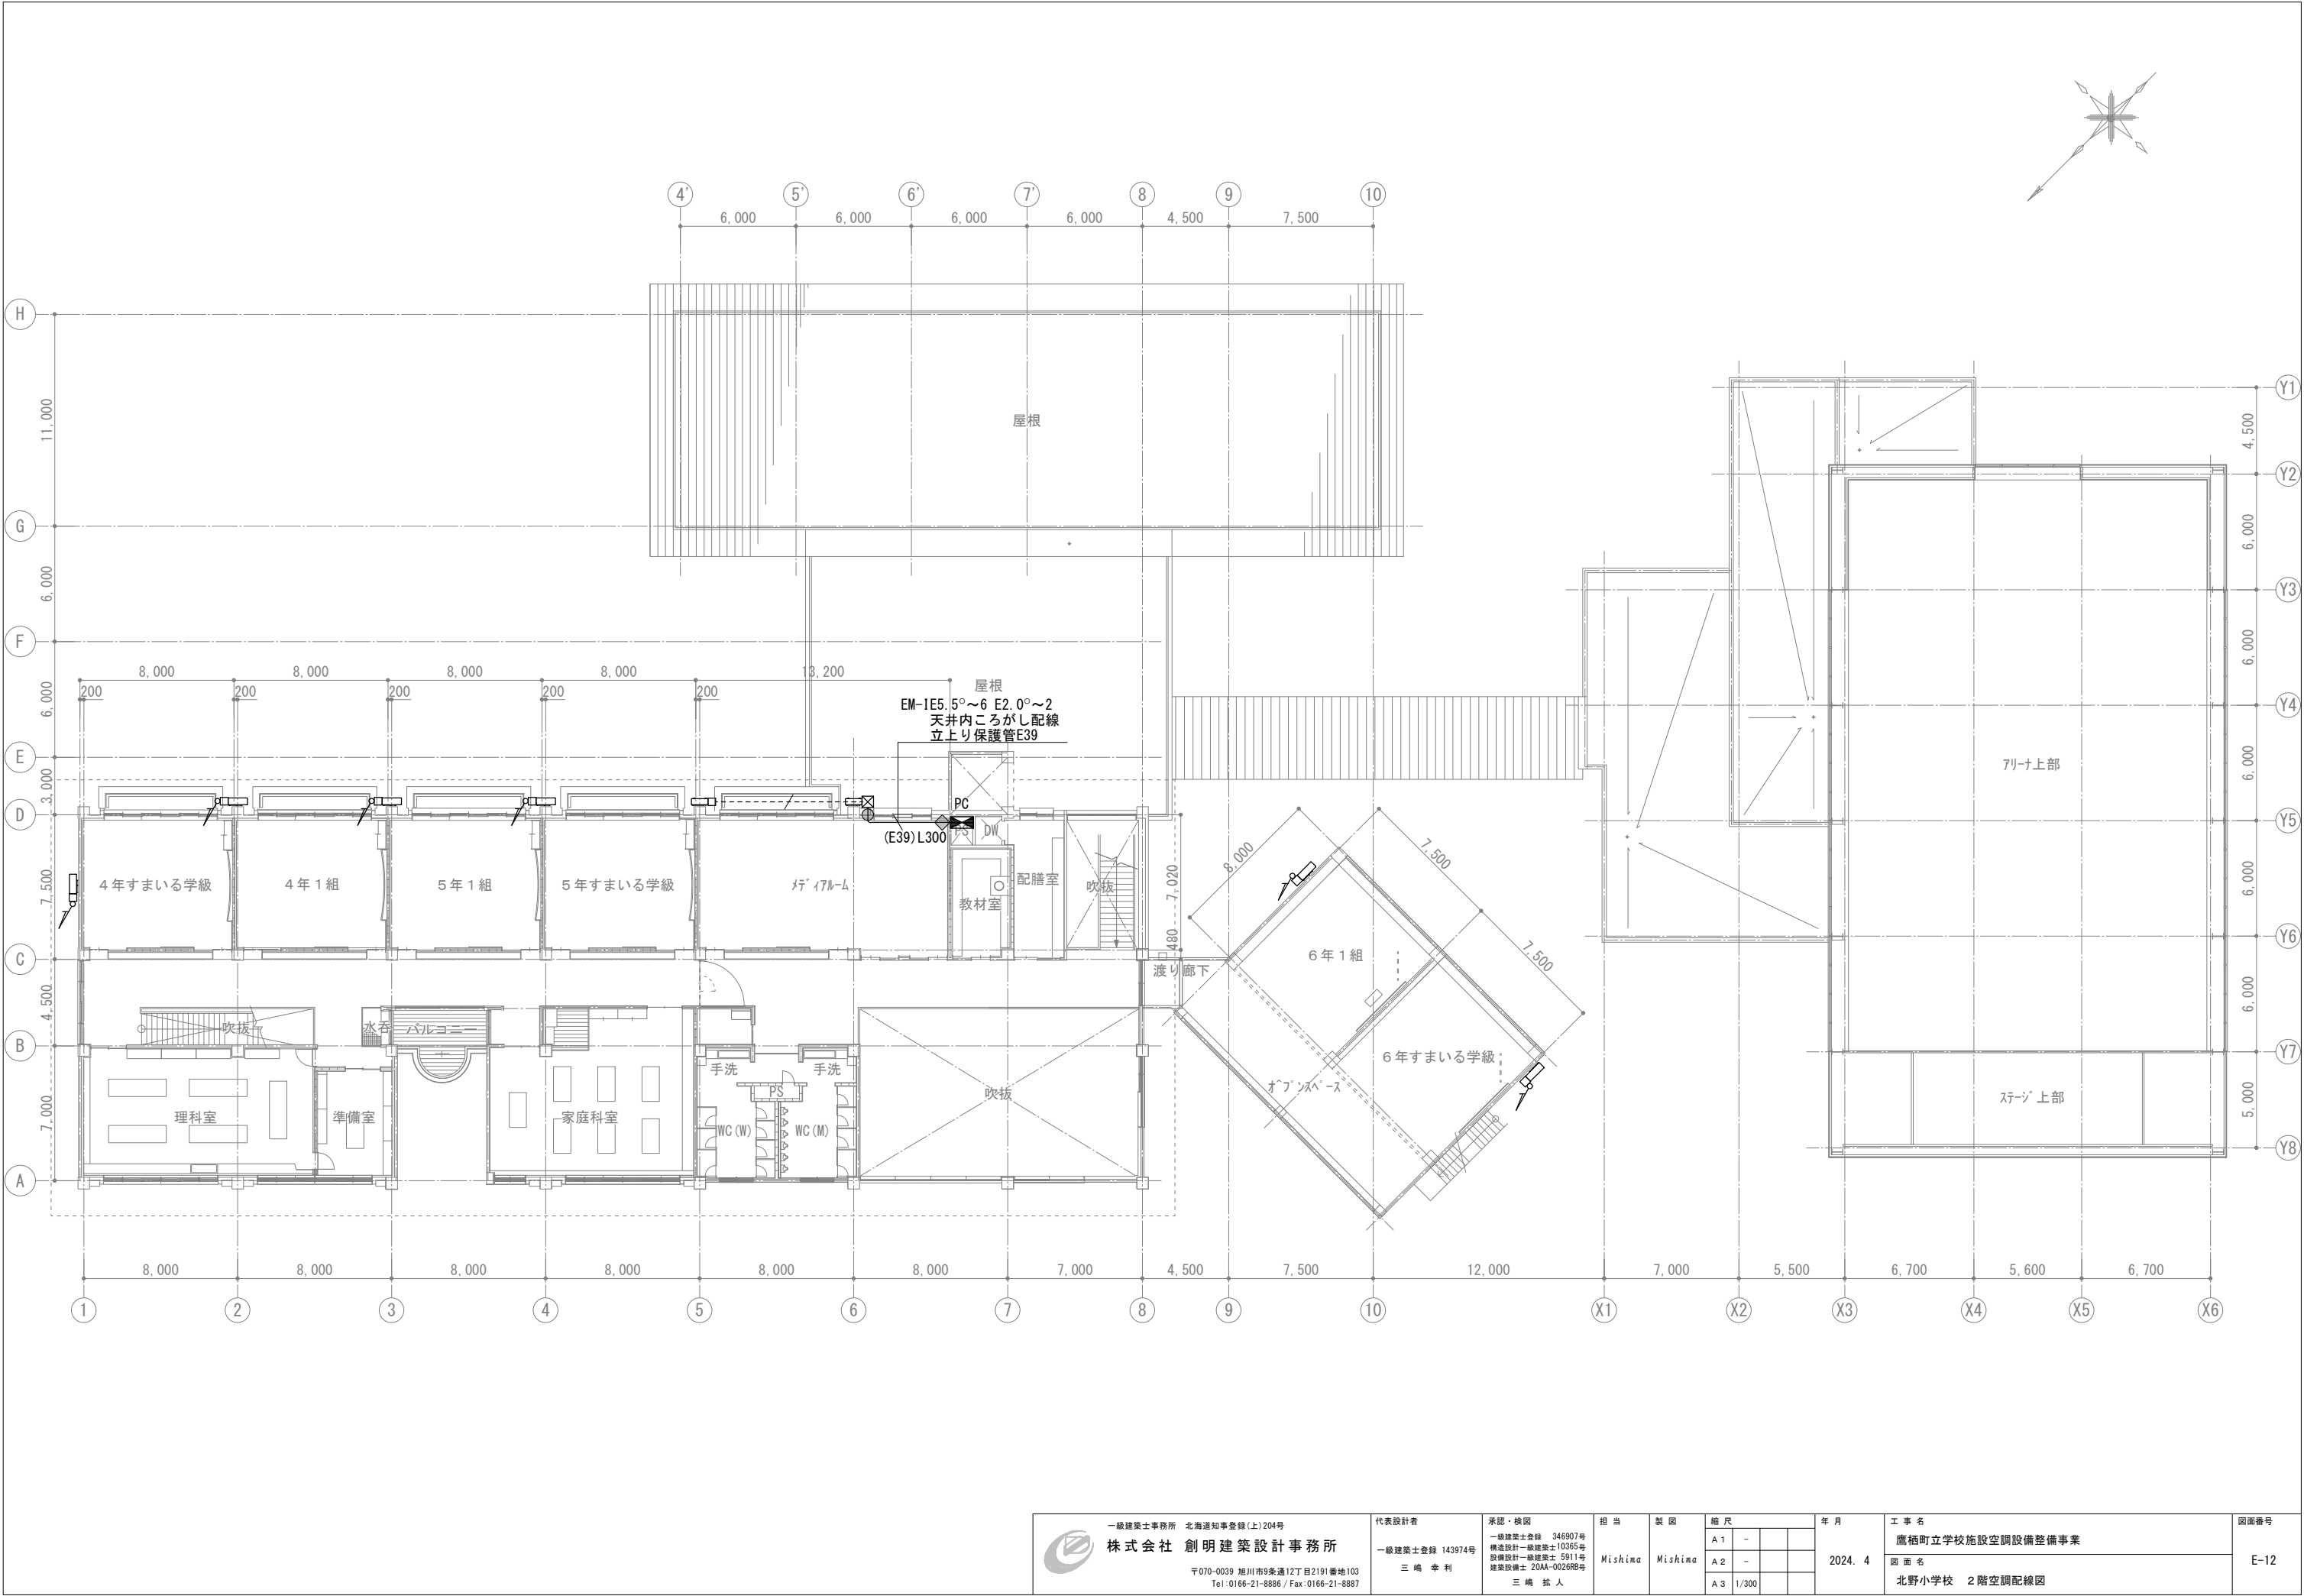 4' 5' 6' 7' 8 9 10
6,000 6,000 6,000 6,000 4,500 7,500
H
G
F
E
D
C
B
A
11,000
6,000
6,000
3,000
7,500
4,500
7,000
屋根
8,000 8,000 8,000 8,000 13,200
200 200 200 200 200
屋根
EM-IE5.5°～6 E2.0°～2
天井内ころがし配線
立上り保護管E39
PC
(E39)L300
PS DW
4年すまいる学級
4年1組
5年1組
5年すまいる学級
ﾒﾃﾞｨｱﾙｰﾑ
教材室
配膳室
吹抜
7,020
480
渡り廊下
吹抜
水呑
バルコニー
理科室
準備室
家庭科室
手洗
手洗
PS
WC(W)
WC(M)
吹抜
8,000
7,500
7,500
6年1組
6年すまいる学級
ｵｰﾌﾟﾝｽﾍﾟｰｽ
ｱﾘｰﾅ上部
ｽﾃｰｼﾞ上部
Y1
Y2
Y3
Y4
Y5
Y6
Y7
Y8
4,500
6,000
6,000
6,000
6,000
6,000
5,000
8,000 8,000 8,000 8,000 8,000 8,000 7,000 4,500 7,500 12,000 7,000 5,500 6,700 5,600 6,700
1 2 3 4 5 6 7 8 9 10 X1 X2 X3 X4 X5 X6
一級建築士事務所 北海道知事登録(上)204号
株式会社 創明建築設計事務所
〒070-0039 旭川市9条通12丁目2191番地103
Tel:0166-21-8886 / Fax:0166-21-8887
代表設計者
一級建築士登録 143974号
三嶋 幸利
承認・検図
一級建築士登録 346907号
構造設計一級建築士10365号
設備設計一級建築士 5911号
建築設備士 20AA-0026RB号
三嶋 拡人
担当
Mishima
製図
Mishima
縮尺
A1 -
A2 -
A3 1/300
年月
2024. 4
工事名
鷹栖町立学校施設空調設備整備事業
図面名
北野小学校 2階空調配線図
図面番号
E-12